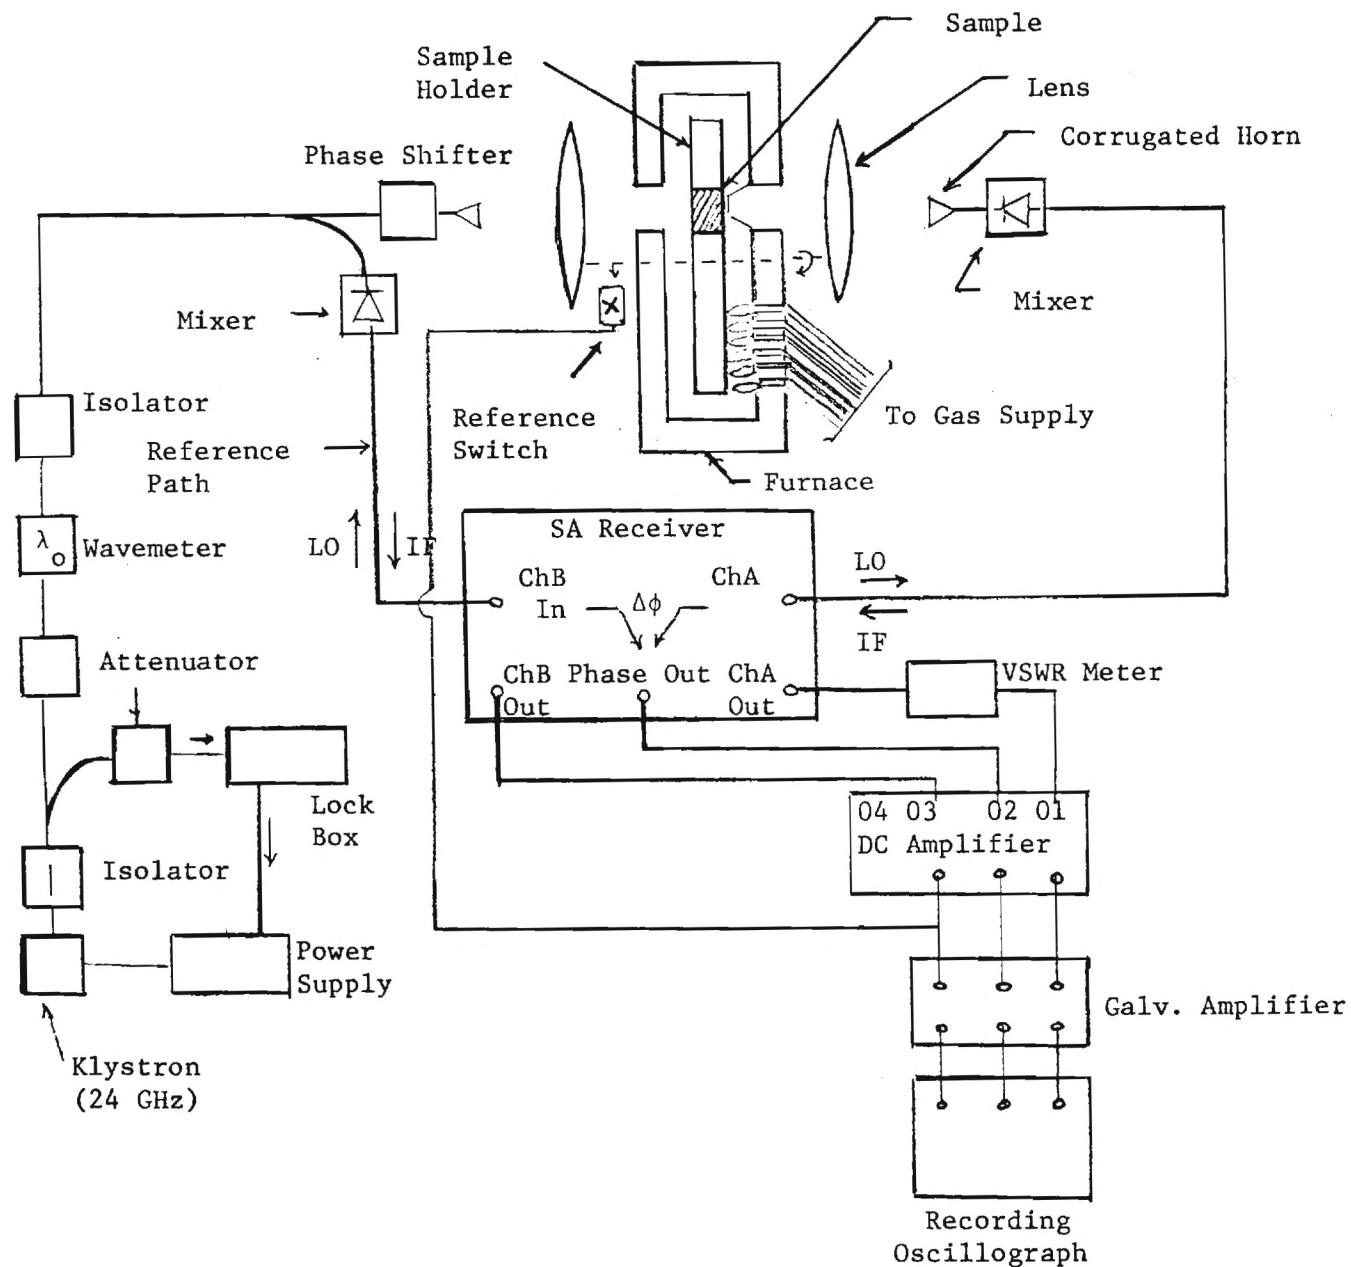 Sample
Sample
Holder
Lens
Corrugated Horn
Phase Shifter
Mixer
Mixer
Isolator
Reference
Path
Reference
Switch
To Gas Supply
Furnace
λo
Wavemeter
LO
IF
SA Receiver
ChB
In
Δφ
ChA
LO
IF
Attenuator
ChB Phase Out ChA
Out
Out
VSWR Meter
Lock
Box
04 03 02 01
DC Amplifier
Isolator
Power
Supply
Galv. Amplifier
Klystron
(24 GHz)
Recording
Oscillograph